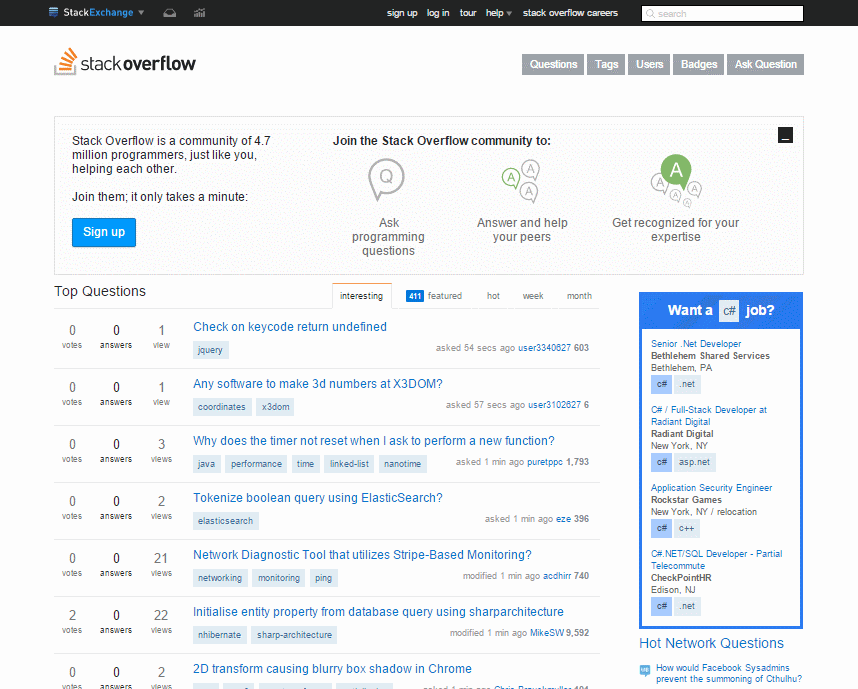 StackExchange
sign up log in tour help stack overflow careers
search
stackoverflow
Questions Tags Users Badges Ask Question
Stack Overflow is a community of 4.7
million programmers, just like you,
helping each other.
Join them; it only takes a minute:
Sign up
Join the Stack Overflow community to:
Q
Ask
programming
questions
A A A
Answer and help
your peers
A A A A A
Get recognized for your
expertise
Top Questions
interesting 411 featured hot week month
0 votes 0 answers 1 view
Check on keycode return undefined
jquery
asked 54 secs ago user3340627 603
0 votes 0 answers 1 view
Any software to make 3d numbers at X3DOM?
coordinates x3dom
asked 57 secs ago user3102627 6
0 votes 0 answers 3 views
Why does the timer not reset when I ask to perform a new function?
java performance time linked-list nanotime
asked 1 min ago puretppc 1,793
0 votes 0 answers 2 views
Tokenize boolean query using ElasticSearch?
elasticsearch
asked 1 min ago eze 396
0 votes 0 answers 21 views
Network Diagnostic Tool that utilizes Stripe-Based Monitoring?
networking monitoring ping
modified 1 min ago acdhirr 740
2 votes 0 answers 22 views
Initialise entity property from database query using sharparchitecture
nhibernate sharp-architecture
modified 1 min ago MikeSW 9,592
0 votes 0 answers 2 views
2D transform causing blurry box shadow in Chrome
Want a c# job?
Senior .Net Developer
Bethlehem Shared Services
Bethlehem, PA
c# .net
C# / Full-Stack Developer at
Radiant Digital
Radiant Digital
New York, NY
c# asp.net
Application Security Engineer
Rockstar Games
New York, NY / relocation
c# c++
C#.NET/SQL Developer - Partial
Telecommute
CheckPointHR
Edison, NJ
c# .net
Hot Network Questions
How would Facebook Sysadmins
prevent the summoning of Cthulhu?